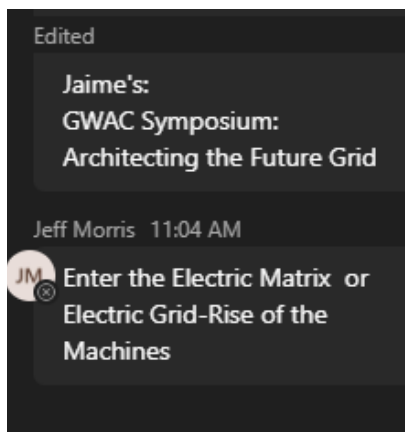 Edited
Jaime's:
GWAC Symposium:
Architecting the Future Grid
Jeff Morris 11:04 AM
JM
Enter the Electric Matrix or
Electric Grid-Rise of the
Machines